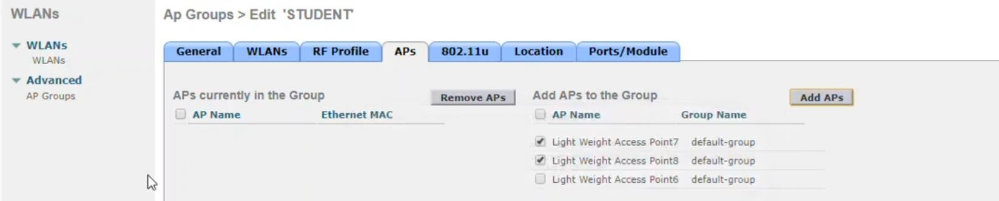 WLANs
WLANs
WLANs
Advanced
AP Groups
Ap Groups > Edit 'STUDENT'
General WLANs RF Profile APs 802.11u Location Ports/Module
APs currently in the Group Remove APs
AP Name Ethernet MAC
Add APs to the Group Add APs
AP Name Group Name
Light Weight Access Point7 default-group
Light Weight Access Point8 default-group
Light Weight Access Point6 default-group